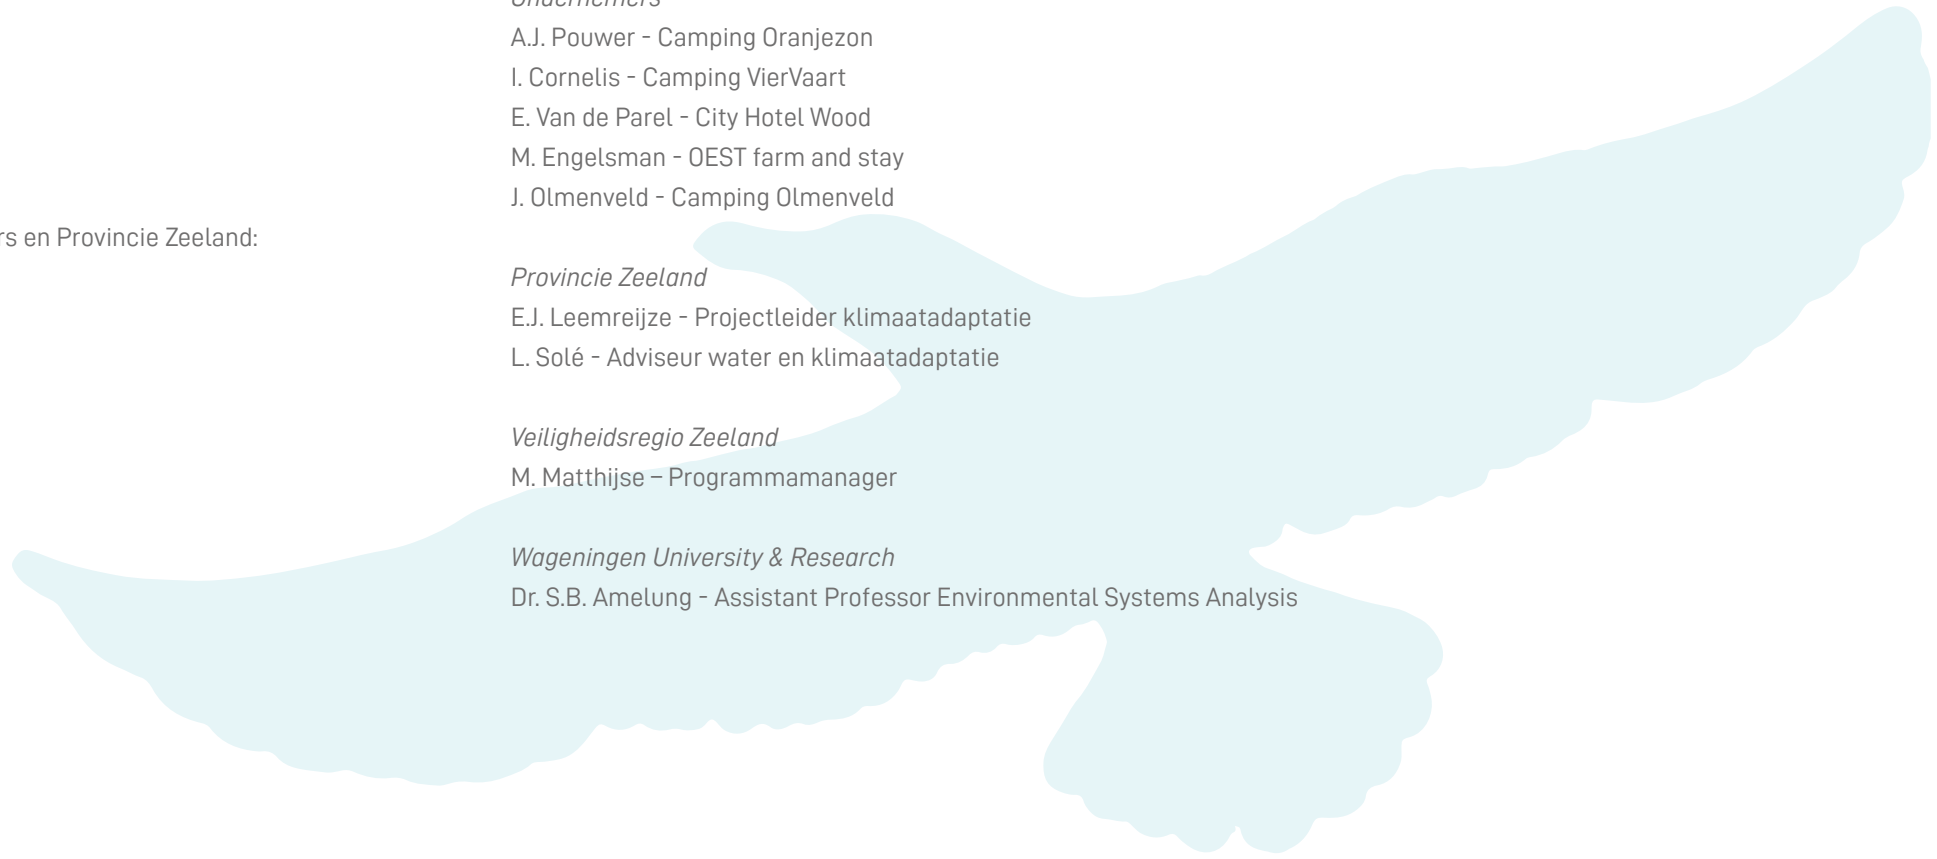 Ondernemers
A.J. Pouwer - Camping Oranjezon
I. Cornelis - Camping VierVaart
E. Van de Parel - City Hotel Wood
M. Engelsman - OEST farm and stay
J. Olmenveld - Camping Olmenveld
en Provincie Zeeland:
Provincie Zeeland
E.J. Leemreijze - Projectleider klimaatadaptatie
L. Solé - Adviseur water en klimaatadaptatie
Veiligheidsregio Zeeland
M. Matthijse – Programmamanager
Wageningen University & Research
Dr. S.B. Amelung - Assistant Professor Environmental Systems Analysis